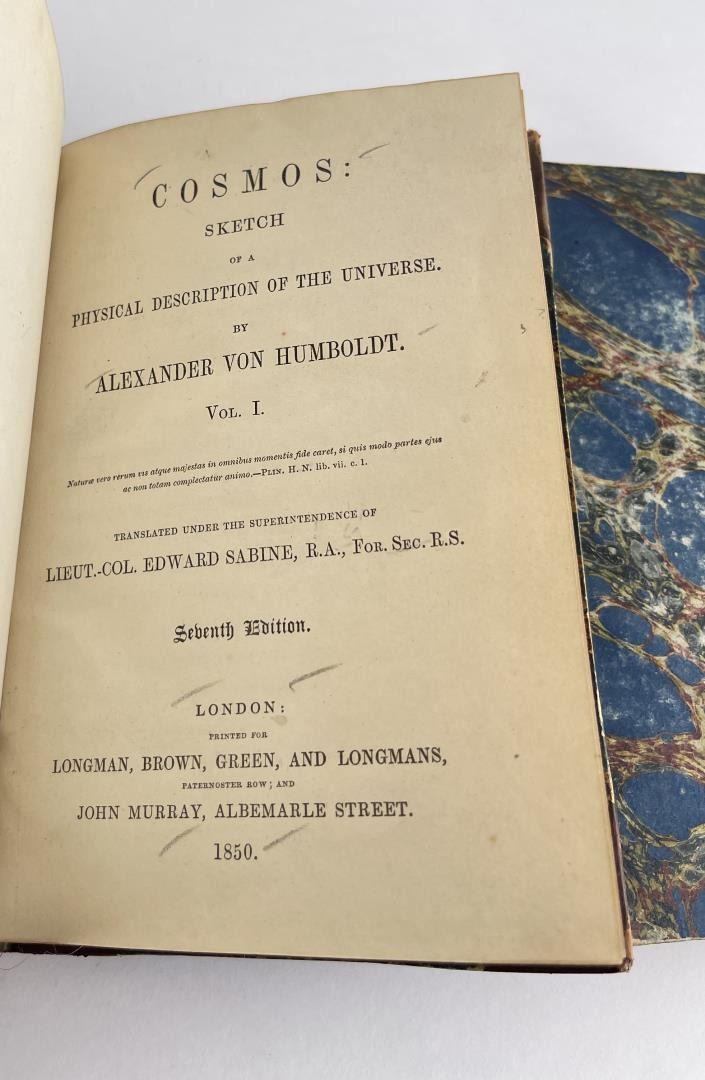 COSMOS:
SKETCH
OF A
PHYSICAL DESCRIPTION OF THE UNIVERSE.
BY
ALEXANDER VON HUMBOLDT.
VOL. I.
Naturæ vero rerum vis atque majestas in omnibus momentis fide caret, si quis modo partes ejus
ac non totam complectatur animo.—PLIN. H. N. lib. vii. c. 1.
TRANSLATED UNDER THE SUPERINTENDENCE OF
LIEUT.-COL. EDWARD SABINE, R.A., FOR. SEC. R.S.
Seventh Edition.
LONDON:
PRINTED FOR
LONGMAN, BROWN, GREEN, AND LONGMANS,
PATERNOSTER ROW; AND
JOHN MURRAY, ALBEMARLE STREET.
1850.